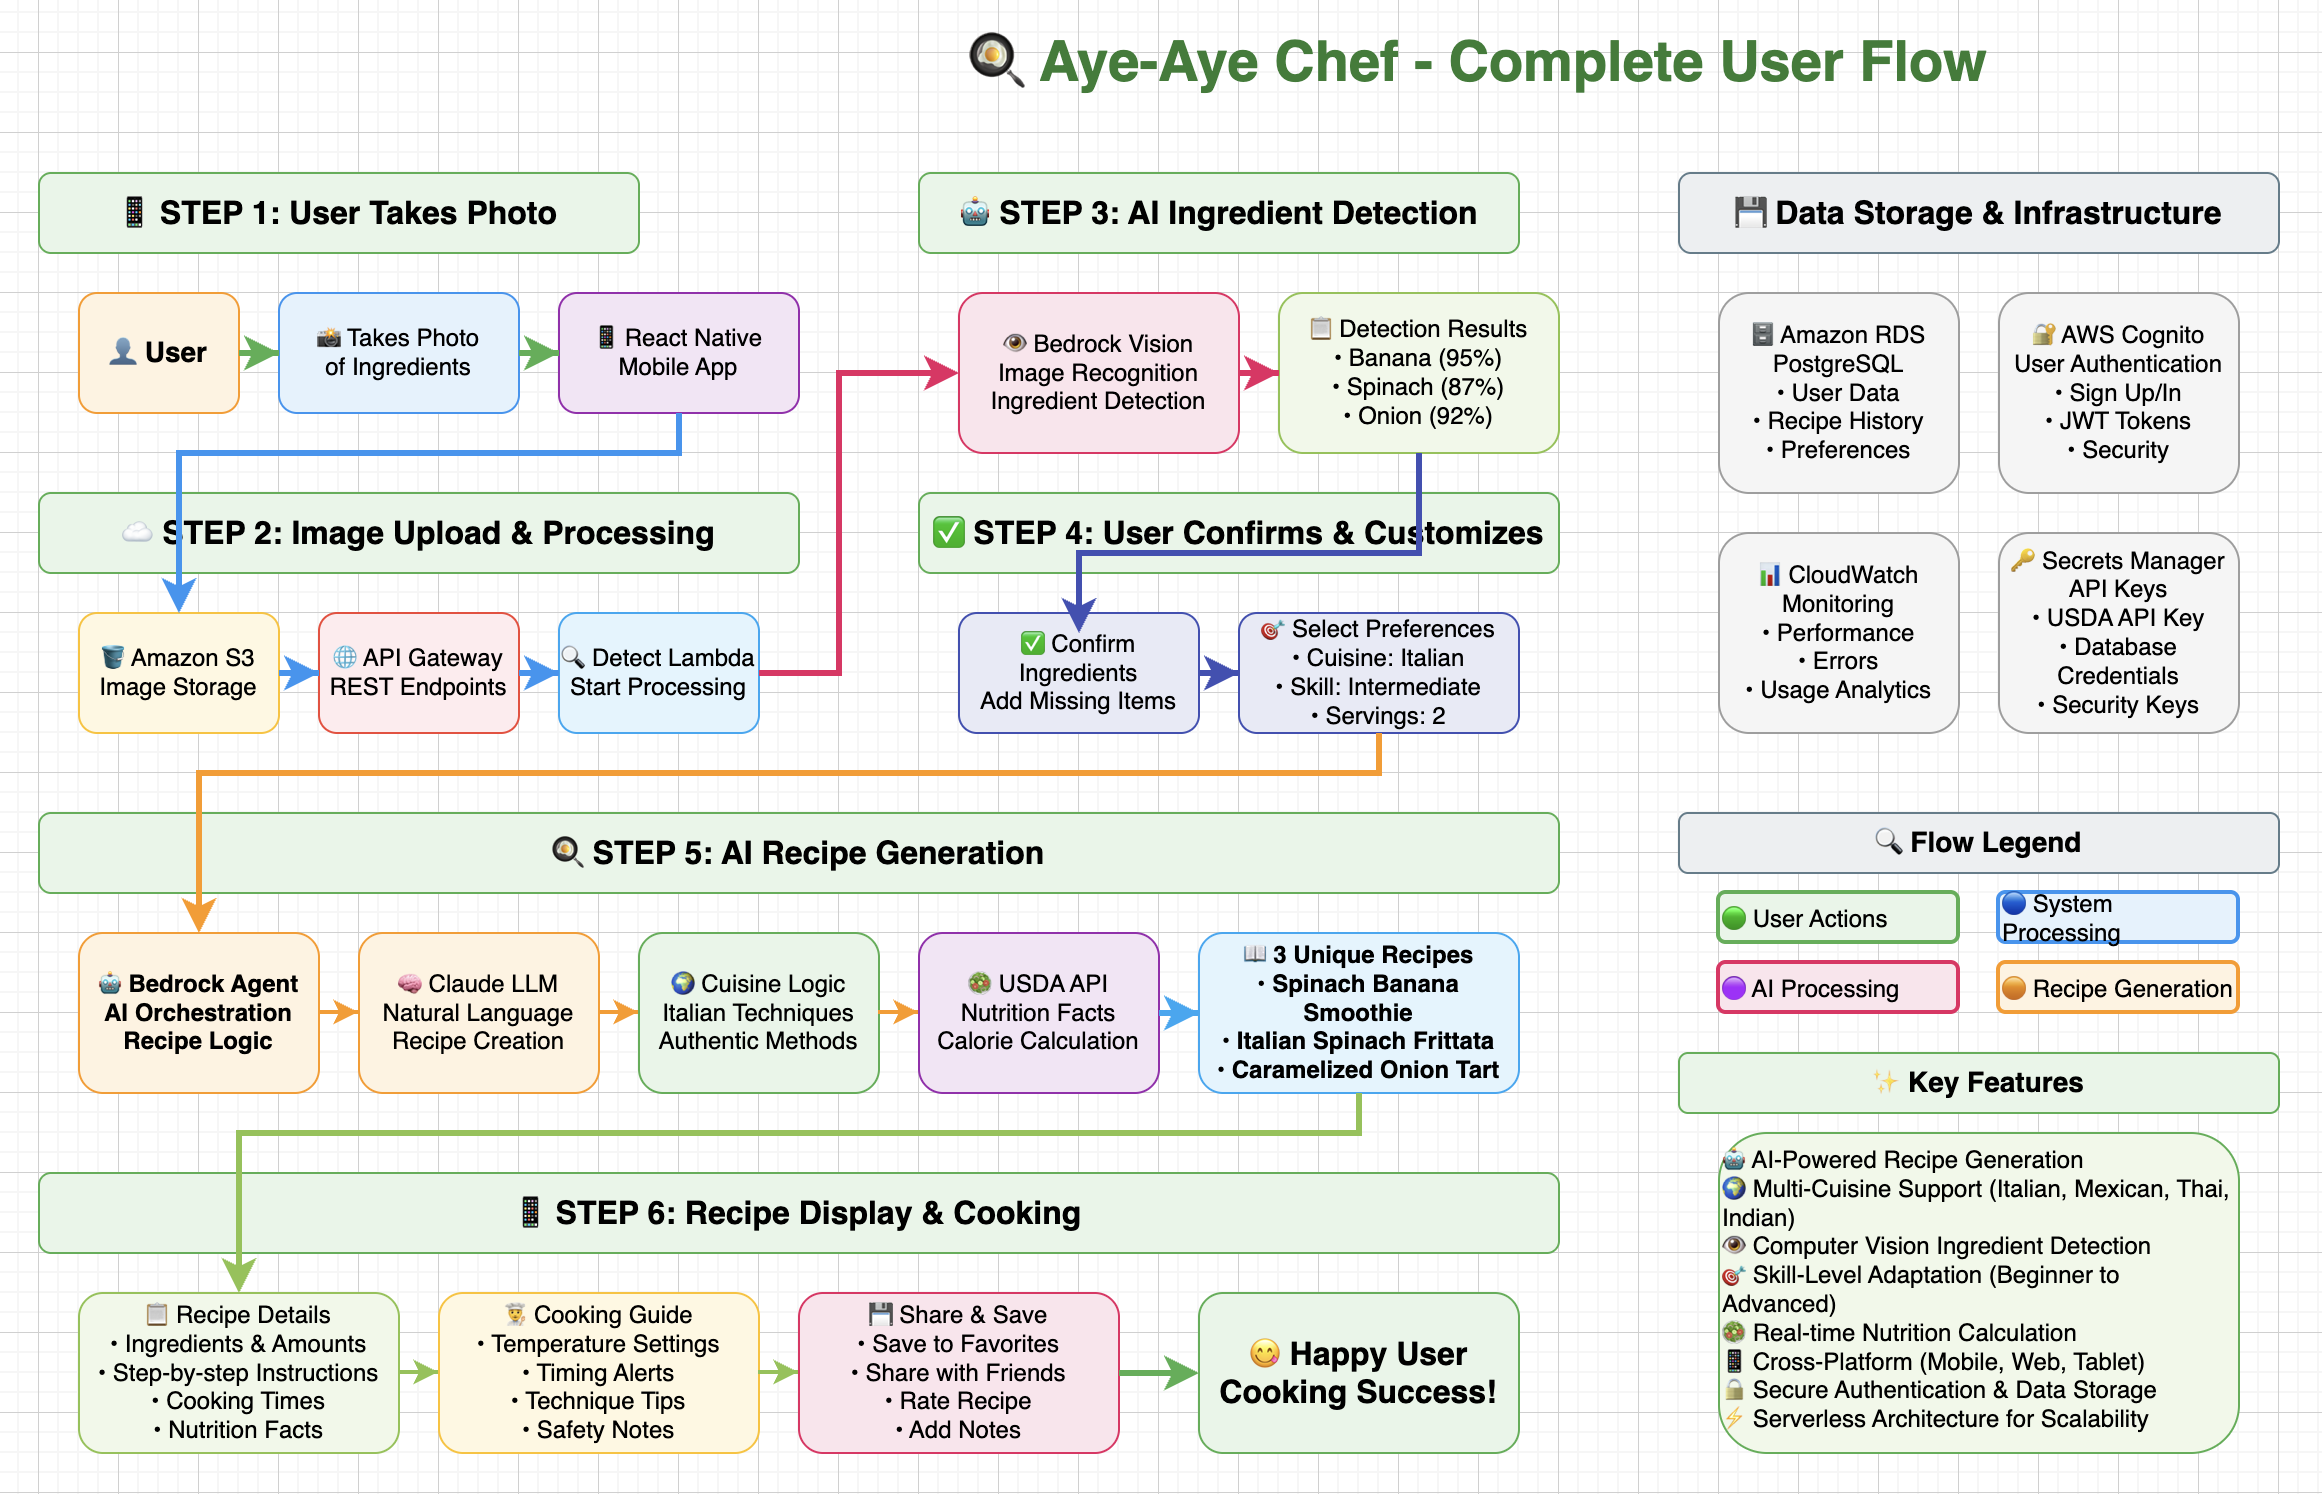 🍳 Aye-Aye Chef - Complete User Flow
📱 STEP 1: User Takes Photo
👤 User
📸 Takes Photo
of Ingredients
📱 React Native
Mobile App
☁️ STEP 2: Image Upload & Processing
🪣 Amazon S3
Image Storage
🌐 API Gateway
REST Endpoints
🔍 Detect Lambda
Start Processing
🤖 STEP 3: AI Ingredient Detection
👁️ Bedrock Vision
Image Recognition
Ingredient Detection
📋 Detection Results
• Banana (95%)
• Spinach (87%)
• Onion (92%)
✅ STEP 4: User Confirms & Customizes
✅ Confirm
Ingredients
Add Missing Items
🎯 Select Preferences
• Cuisine: Italian
• Skill: Intermediate
• Servings: 2
🍳 STEP 5: AI Recipe Generation
🤖 Bedrock Agent
AI Orchestration
Recipe Logic
🧠 Claude LLM
Natural Language
Recipe Creation
🌍 Cuisine Logic
Italian Techniques
Authentic Methods
🥗 USDA API
Nutrition Facts
Calorie Calculation
📖 3 Unique Recipes
• Spinach Banana
Smoothie
• Italian Spinach Frittata
• Caramelized Onion Tart
📱 STEP 6: Recipe Display & Cooking
📋 Recipe Details
• Ingredients & Amounts
• Step-by-step Instructions
• Cooking Times
• Nutrition Facts
👨‍🍳 Cooking Guide
• Temperature Settings
• Timing Alerts
• Technique Tips
• Safety Notes
💾 Share & Save
• Save to Favorites
• Share with Friends
• Rate Recipe
• Add Notes
😋 Happy User
Cooking Success!
💾 Data Storage & Infrastructure
🗄️ Amazon RDS
PostgreSQL
• User Data
• Recipe History
• Preferences
🔐 AWS Cognito
User Authentication
• Sign Up/In
• JWT Tokens
• Security
📊 CloudWatch
Monitoring
• Performance
• Errors
• Usage Analytics
🔑 Secrets Manager
API Keys
• USDA API Key
• Database
Credentials
• Security Keys
🔍 Flow Legend
🟢 User Actions
🔵 System
Processing
🟣 AI Processing
🟠 Recipe Generation
✨ Key Features
🤖 AI-Powered Recipe Generation
🌍 Multi-Cuisine Support (Italian, Mexican, Thai,
Indian)
👁️ Computer Vision Ingredient Detection
🎯 Skill-Level Adaptation (Beginner to
Advanced)
🥗 Real-time Nutrition Calculation
📱 Cross-Platform (Mobile, Web, Tablet)
🔒 Secure Authentication & Data Storage
⚡ Serverless Architecture for Scalability